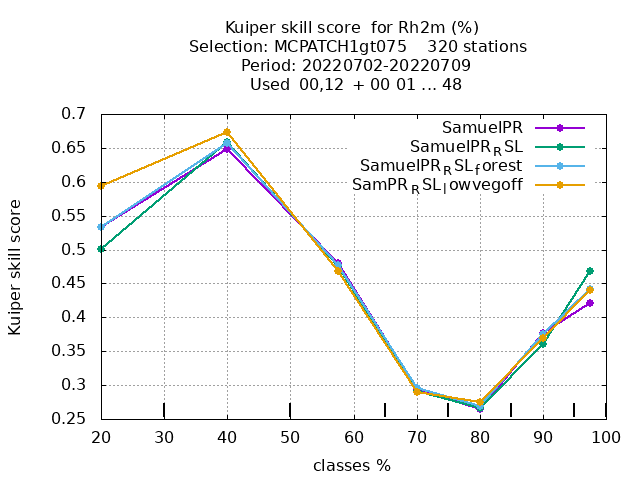 Kuiper skill score  for Rh2m (%)
Selection: MCPATCH1gt075    320 stations
Period: 20220702-20220709
Used  00,12  + 00 01 ... 48
SamuelPR
SamuelPR_RSL
SamuelPR_RSL_forest
SamPR_RSL_lowvegoff
0.7
0.65
0.6
0.55
0.5
0.45
0.4
0.35
0.3
0.25
20 30 40 50 60 70 80 90 100
Kuiper skill score
classes %